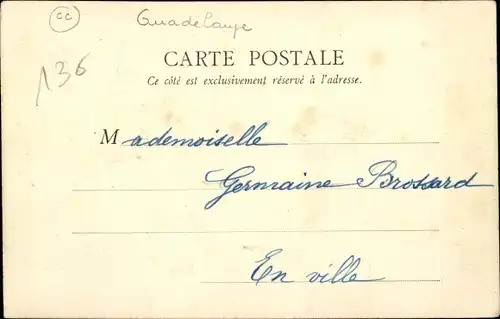 CC
Guadeloupe
136
CARTE POSTALE
Ce côté est exclusivement réservé à l'adresse.
Mademoiselle
Germaine Brossard
En ville